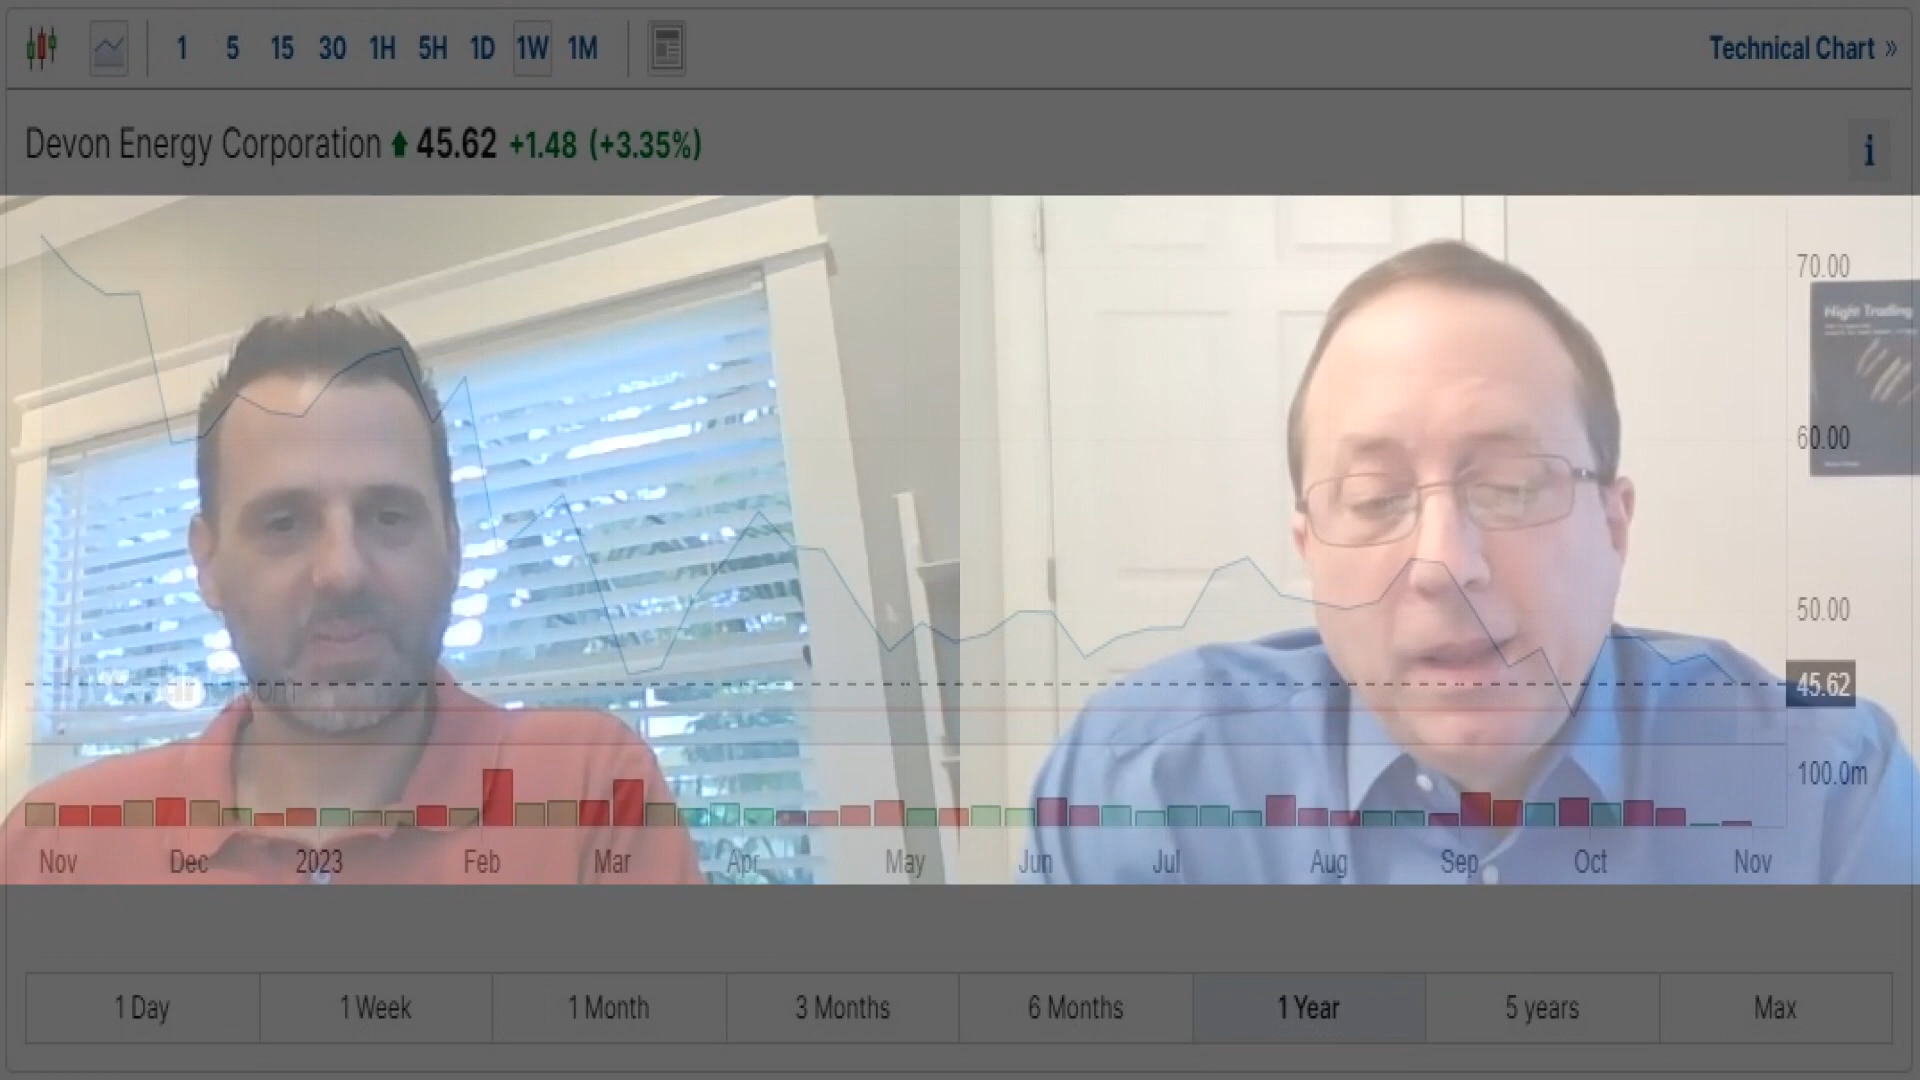 1 5 15 30 1H 5H 1D 1W 1M
Technical Chart »
Devon Energy Corporation 45.62 +1.48 (+3.35%)
i
70.00
Night Trading
60.00
50.00
45.62
100.0m
Nov Dec 2023 Feb Mar Apr May Jun Jul Aug Sep Oct Nov
1 Day 1 Week 1 Month 3 Months 6 Months 1 Year 5 years Max